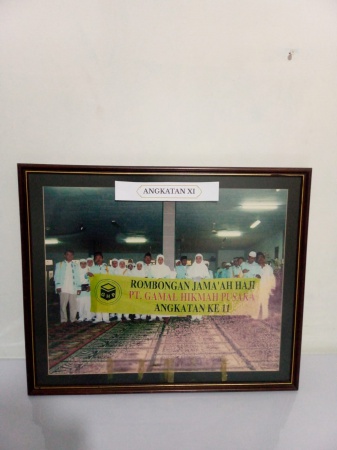 ANGKATAN XI
ROMBONGAN JAMA'AH HAJI
PT. GAMAL HIKMAH PUSAKA
ANGKATAN KE 11